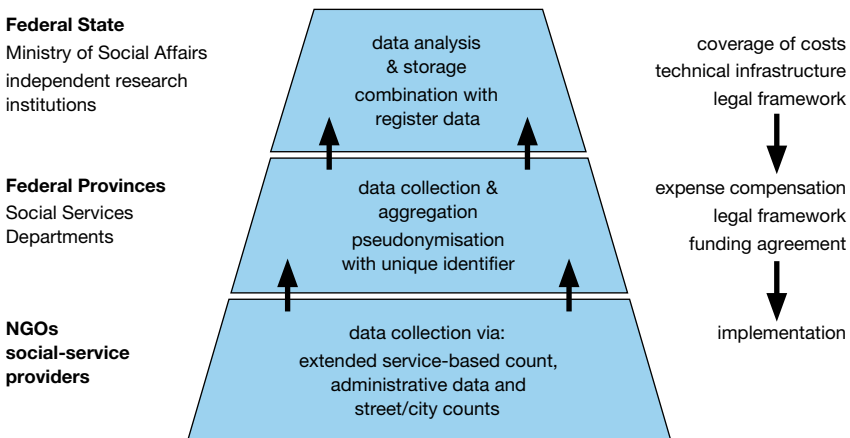 Federal State
Ministry of Social Affairs
independent research
institutions
data analysis
& storage
combination with
register data
coverage of costs
technical infrastructure
legal framework
Federal Provinces
Social Services
Departments
data collection &
aggregation
pseudonymisation
with unique identifier
expense compensation
legal framework
funding agreement
NGOs
social-service
providers
data collection via:
extended service-based count,
administrative data and
street/city counts
implementation